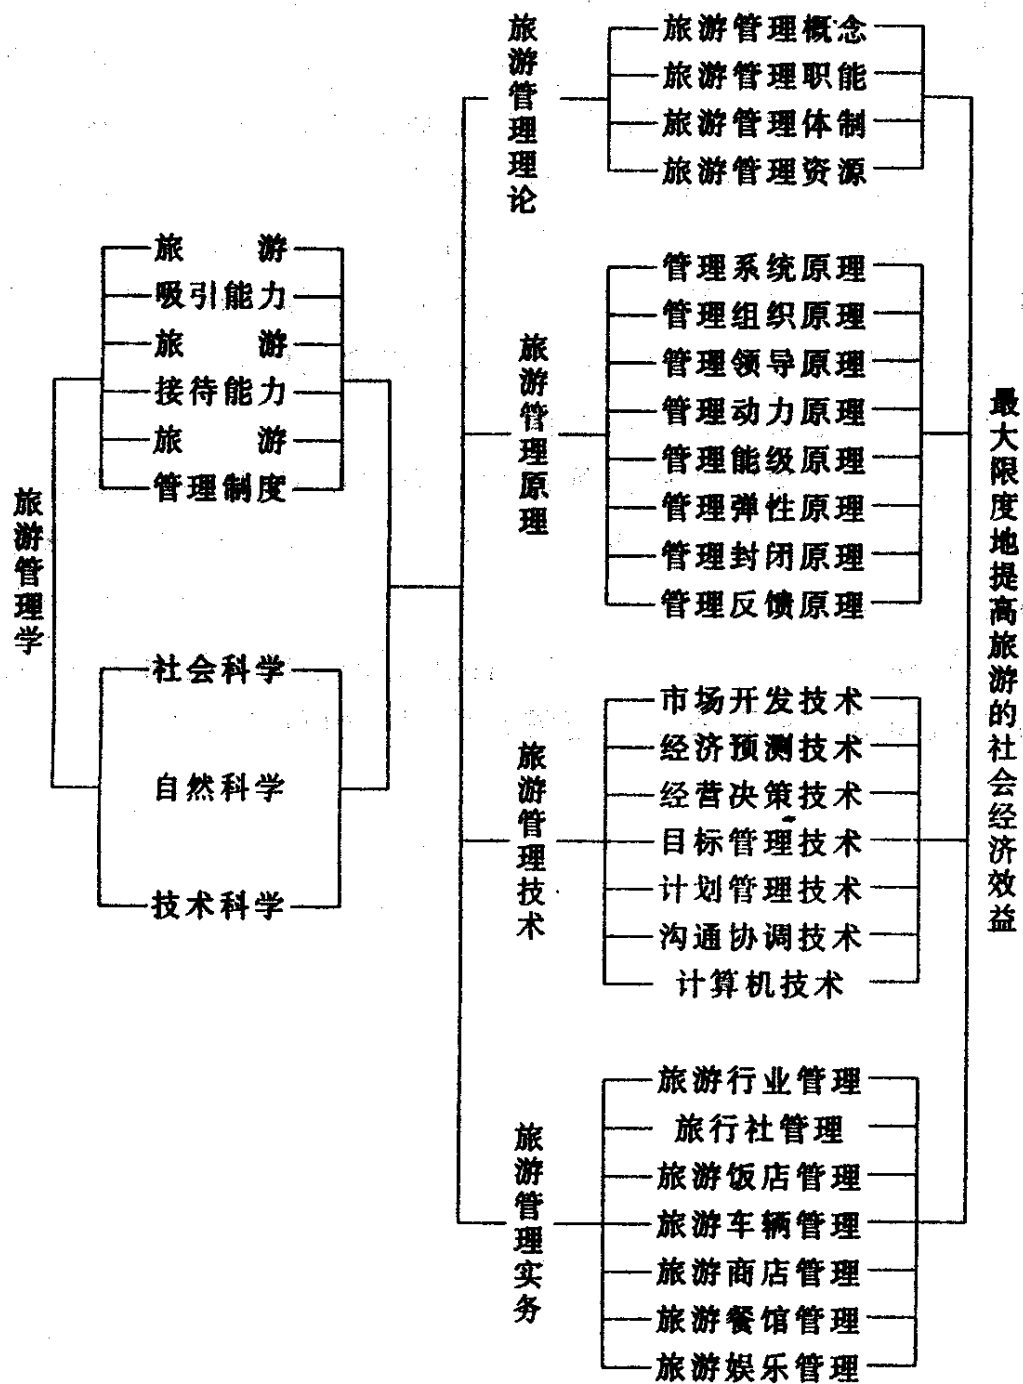 旅游管理学
旅 游
吸引能力
旅 游
接待能力
旅 游
管理制度
社会科学
自然科学
技术科学
旅游管理理论
旅游管理概念
旅游管理职能
旅游管理体制
旅游管理资源
旅游管理原理
管理系统原理
管理组织原理
管理领导原理
管理动力原理
管理能级原理
管理弹性原理
管理封闭原理
管理反馈原理
旅游管理技术
市场开发技术
经济预测技术
经营决策技术
目标管理技术
计划管理技术
沟通协调技术
计算机技术
旅游管理实务
旅游行业管理
旅行社管理
旅游饭店管理
旅游车辆管理
旅游商店管理
旅游餐馆管理
旅游娱乐管理
最大限度地提高旅游的社会经济效益